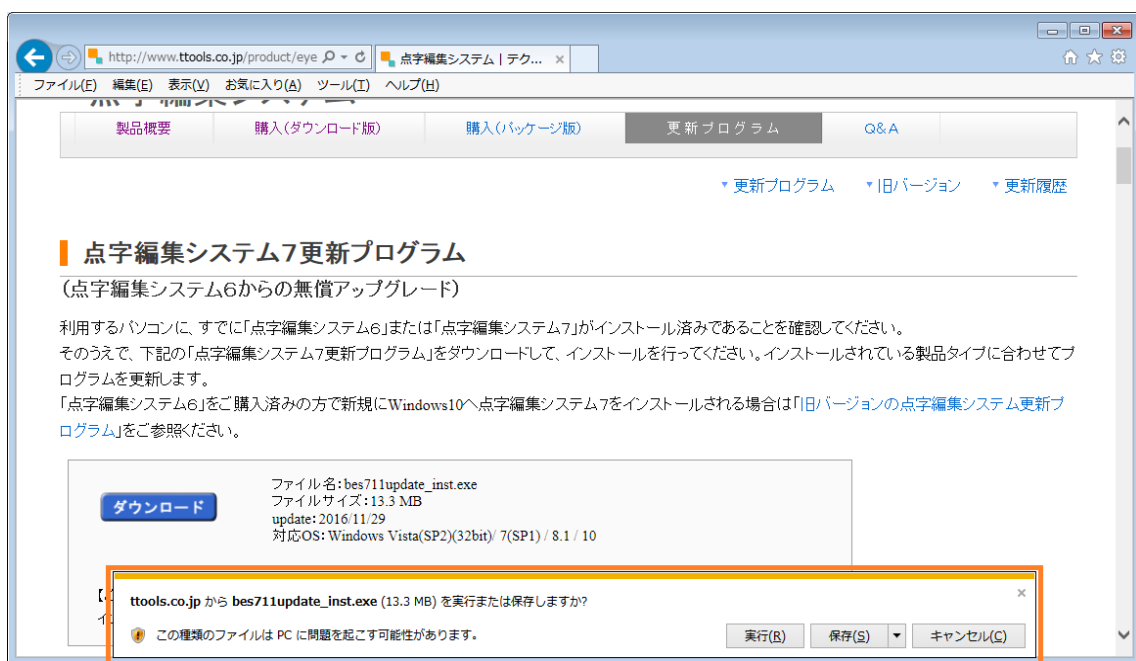 http://www.ttools.co.jp/product/eye
点字編集システム | テク...
ファイル(F) 編集(E) 表示(V) お気に入り(A) ツール(T) ヘルプ(H)
点字編集システム
製品概要 購入(ダウンロード版) 購入(パッケージ版) 更新プログラム Q&A
▼更新プログラム ▼旧バージョン ▼更新履歴
点字編集システム7更新プログラム
(点字編集システム6からの無償アップグレード)
利用するパソコンに、すでに「点字編集システム6」または「点字編集システム7」がインストール済みであることを確認してください。
そのうえで、下記の「点字編集システム7更新プログラム」をダウンロードして、インストールを行ってください。インストールされている製品タイプに合わせてプ
ログラムを更新します。
「点字編集システム6」をご購入済みの方で新規にWindows10へ点字編集システム7をインストールされる場合は「旧バージョンの点字編集システム更新プ
ログラム」をご参照ください。
ダウンロード
ファイル名:bes711update_inst.exe
ファイルサイズ:13.3 MB
update:2016/11/29
対応OS:Windows Vista(SP2)(32bit)/ 7(SP1) / 8.1 / 10
ttools.co.jp から bes711update_inst.exe (13.3 MB) を実行または保存しますか?
この種類のファイルは PC に問題を起こす可能性があります。
実行(R) 保存(S) キャンセル(C)